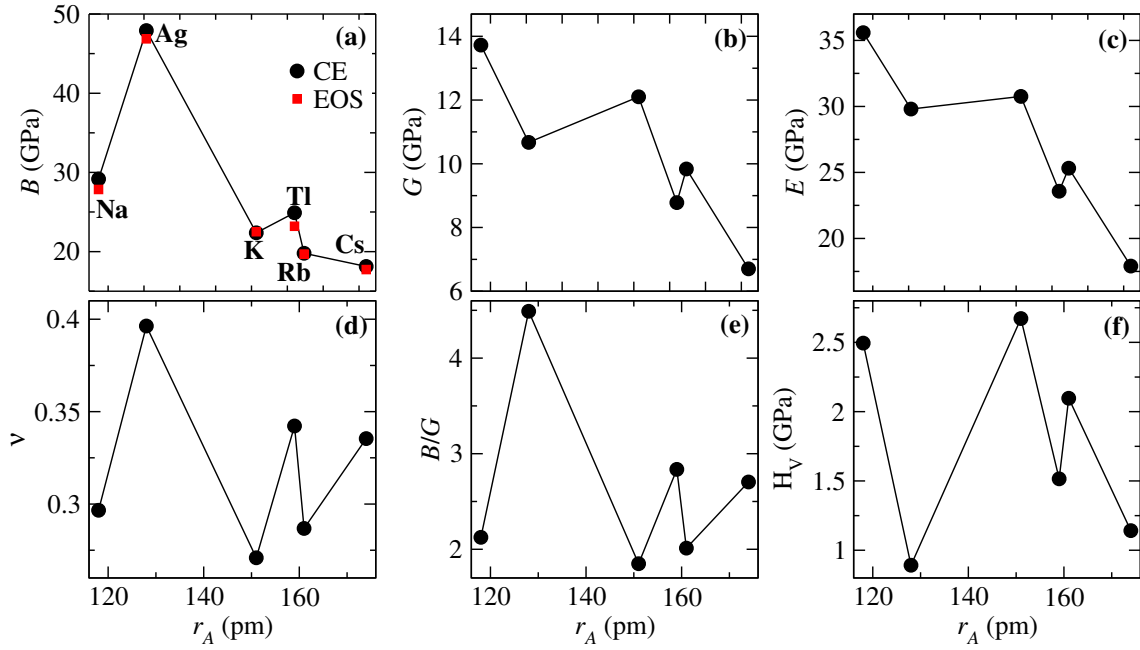 50
40
30
20
B (GPa)
Ag
(a)
CE
EOS
Na
Tl
K
Rb
Cs
14
12
10
8
6
G (GPa)
(b)
35
30
25
20
E (GPa)
(c)
0.4
0.35
0.3
ν
(d)
120 140 160
r_A (pm)
4
3
2
B/G
(e)
120 140 160
r_A (pm)
2.5
2
1.5
1
H_V (GPa)
(f)
120 140 160
r_A (pm)